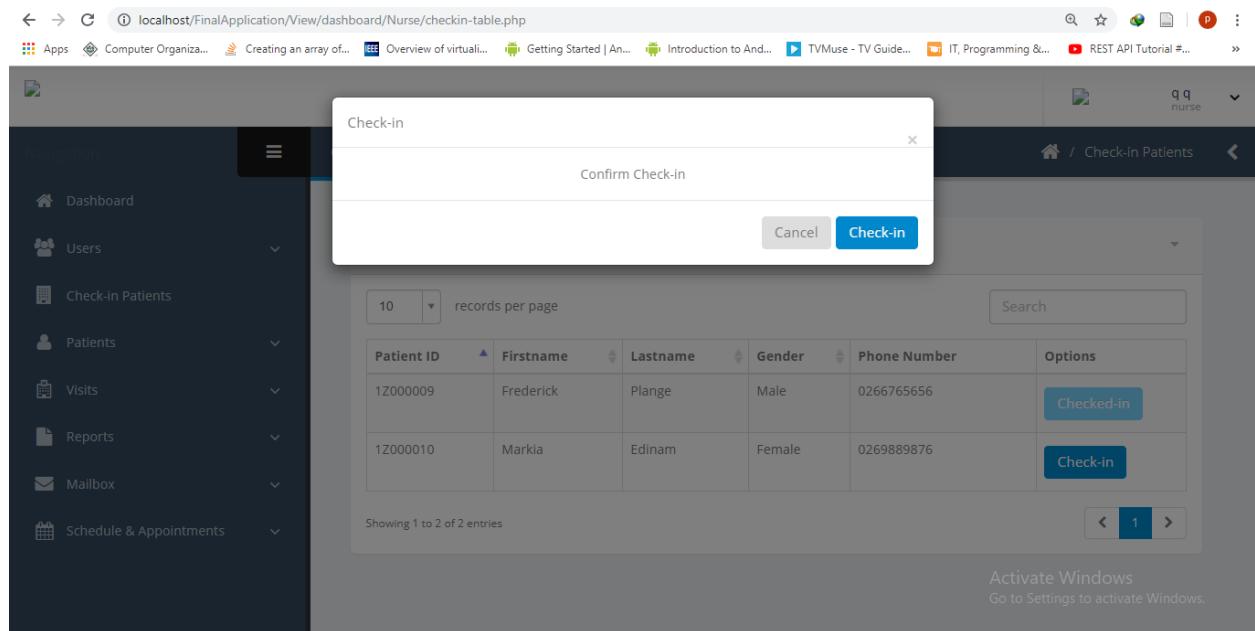 localhost/FinalApplication/View/dashboard/Nurse/checkin-table.php
P
Apps Computer Organiza... Creating an array of... IEEE Overview of virtuali... Getting Started | An... Introduction to And... TVMuse - TV Guide... IT, Programming &... REST API Tutorial #... »
q q
nurse
Check-in
×
Confirm Check-in
Cancel Check-in
Navigation
/ Check-in Patients
Dashboard
Users
Check-in Patients
Patients
Visits
Reports
Mailbox
Schedule & Appointments
10 records per page Search
Patient ID Firstname Lastname Gender Phone Number Options
1Z000009 Frederick Plange Male 0266765656 Checked-in
1Z000010 Markia Edinam Female 0269889876 Check-in
Showing 1 to 2 of 2 entries
1
Activate Windows
Go to Settings to activate Windows.